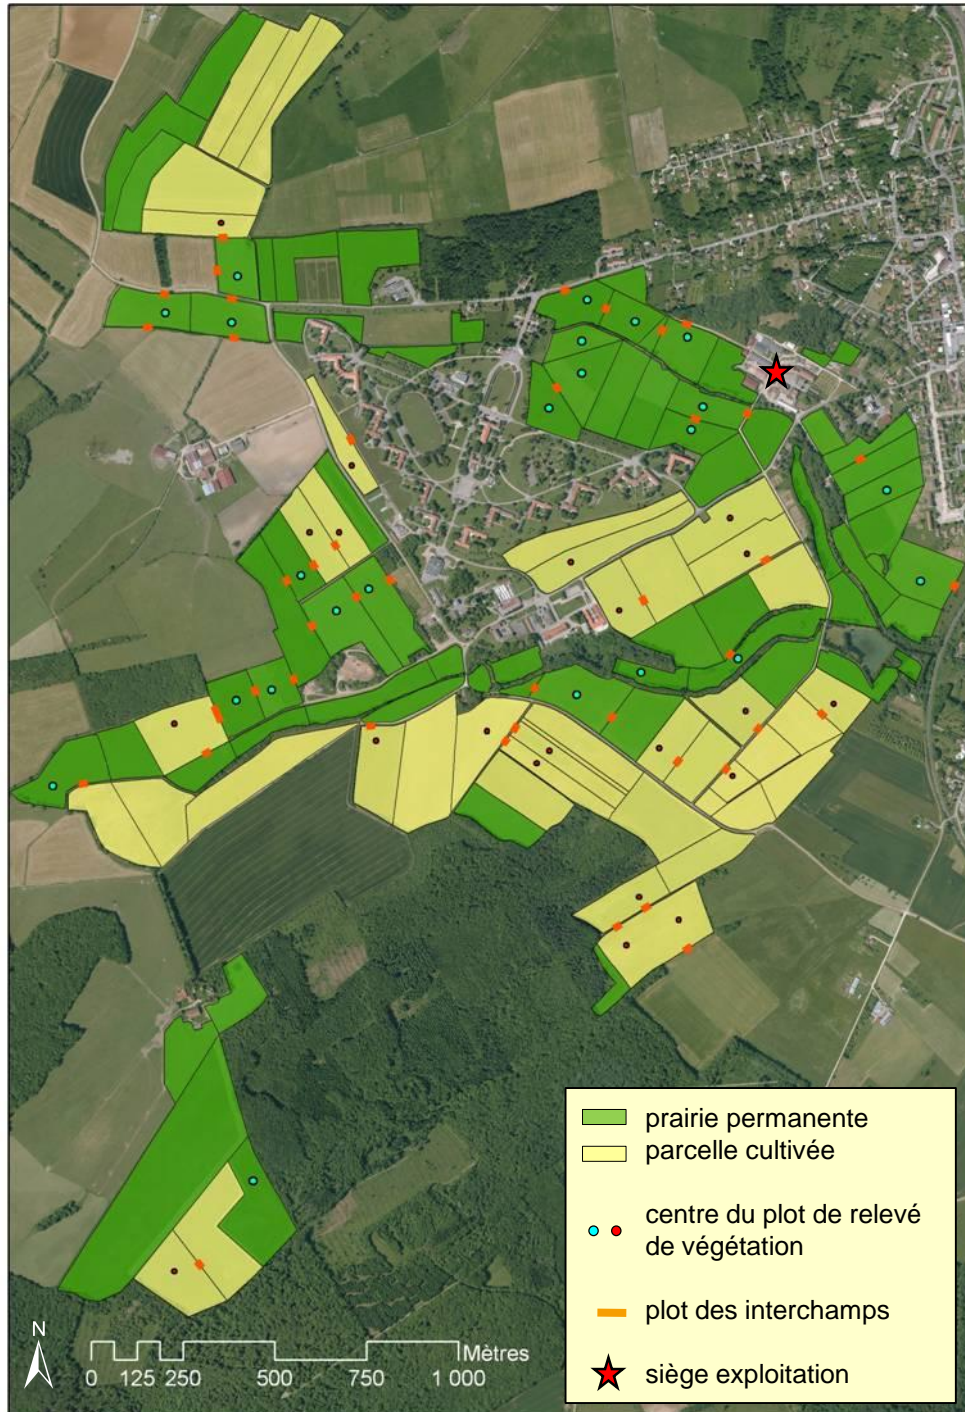 prairie permanente
parcelle cultivée
centre du plot de relevé
de végétation
plot des interchamps
siège exploitation
N
Mètres
0 125 250 500 750 1 000